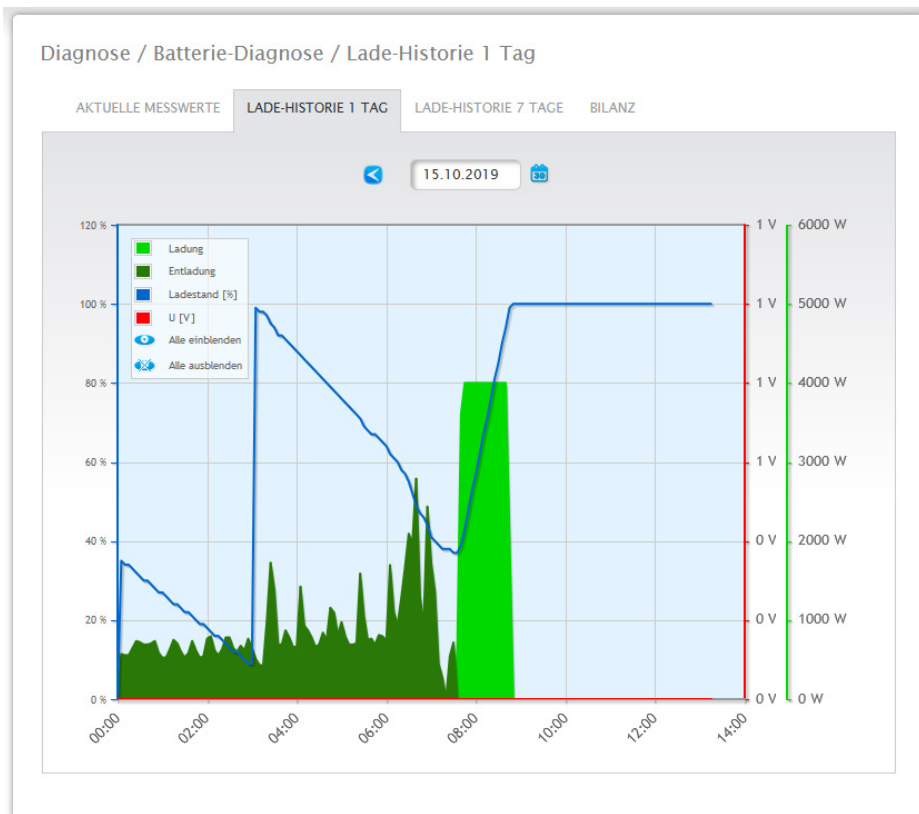 Diagnose / Batterie-Diagnose / Lade-Historie 1 Tag
AKTUELLE MESSWERTE LADE-HISTORIE 1 TAG LADE-HISTORIE 7 TAGE BILANZ
15.10.2019
30
120 % 1 V 6000 W
Ladung
Entladung
Ladestand [%]
U [V]
Alle einblenden
Alle ausblenden
100 % 1 V 5000 W
80 % 1 V 4000 W
60 % 1 V 3000 W
40 % 0 V 2000 W
20 % 0 V 1000 W
0 % 0 V 0 W
00:00 02:00 04:00 06:00 08:00 10:00 12:00 14:00